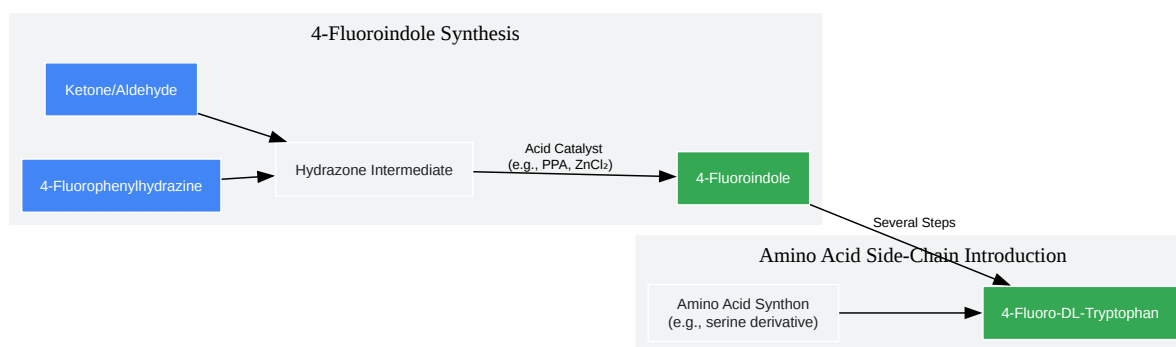 4-Fluoroindole Synthesis
Ketone/Aldehyde
4-Fluorophenylhydrazine
Hydrazone Intermediate
Acid Catalyst
(e.g., PPA, ZnCl₂)
4-Fluoroindole
Several Steps
Amino Acid Side-Chain Introduction
Amino Acid Synthon
(e.g., serine derivative)
4-Fluoro-DL-Tryptophan